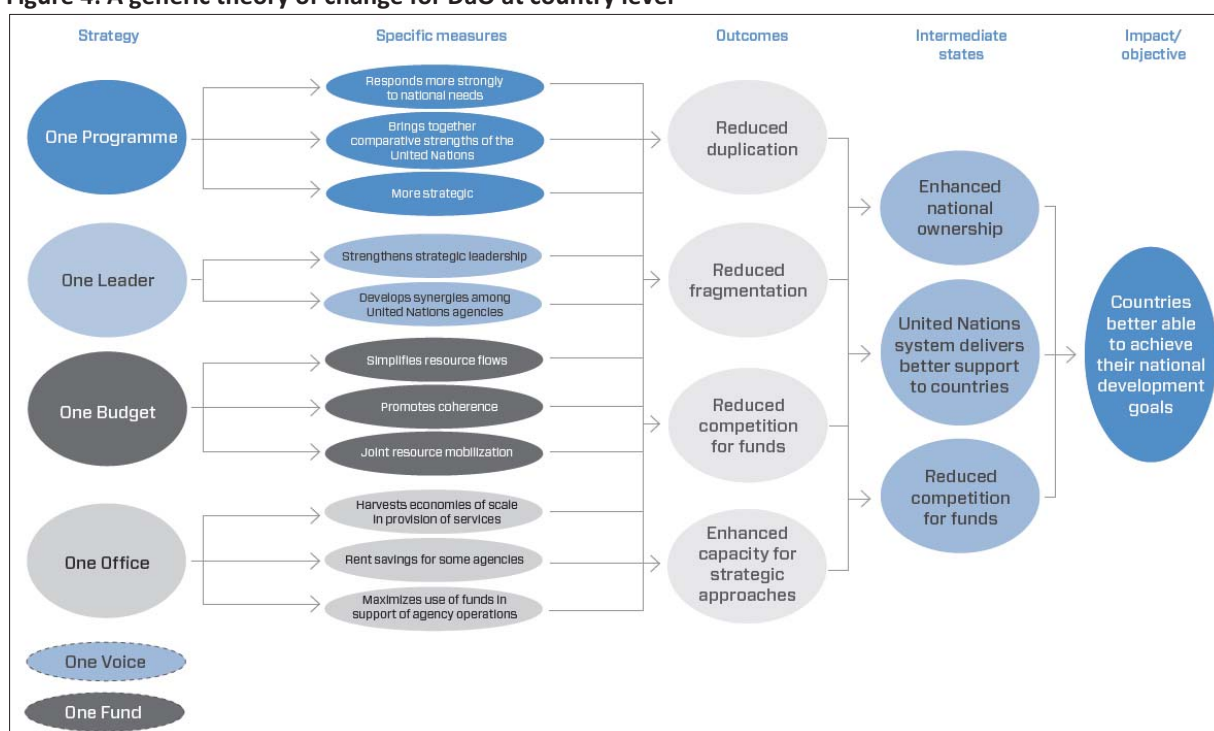 Figure 4. A generic theory of change for DaO at country level
Strategy
Specific measures
Outcomes
Intermediate
states
Impact/
objective
One Programme
Responds more strongly
to national needs
Brings together
comparative strengths of the
United Nations
More strategic
One Leader
Strengthens strategic leadership
Develops synergies among
United Nations agencies
One Budget
Simplifies resource flows
Promotes coherence
Joint resource mobilization
One Office
Harvests economies of scale
in provision of services
Rent savings for some agencies
Maximizes use of funds in
support of agency operations
One Voice
One Fund
Reduced
duplication
Reduced
fragmentation
Reduced
competition
for funds
Enhanced
capacity for
strategic
approaches
Enhanced
national
ownership
United Nations
system delivers
better support
to countries
Reduced
competition
for funds
Countries
better able
to achieve
their national
development
goals